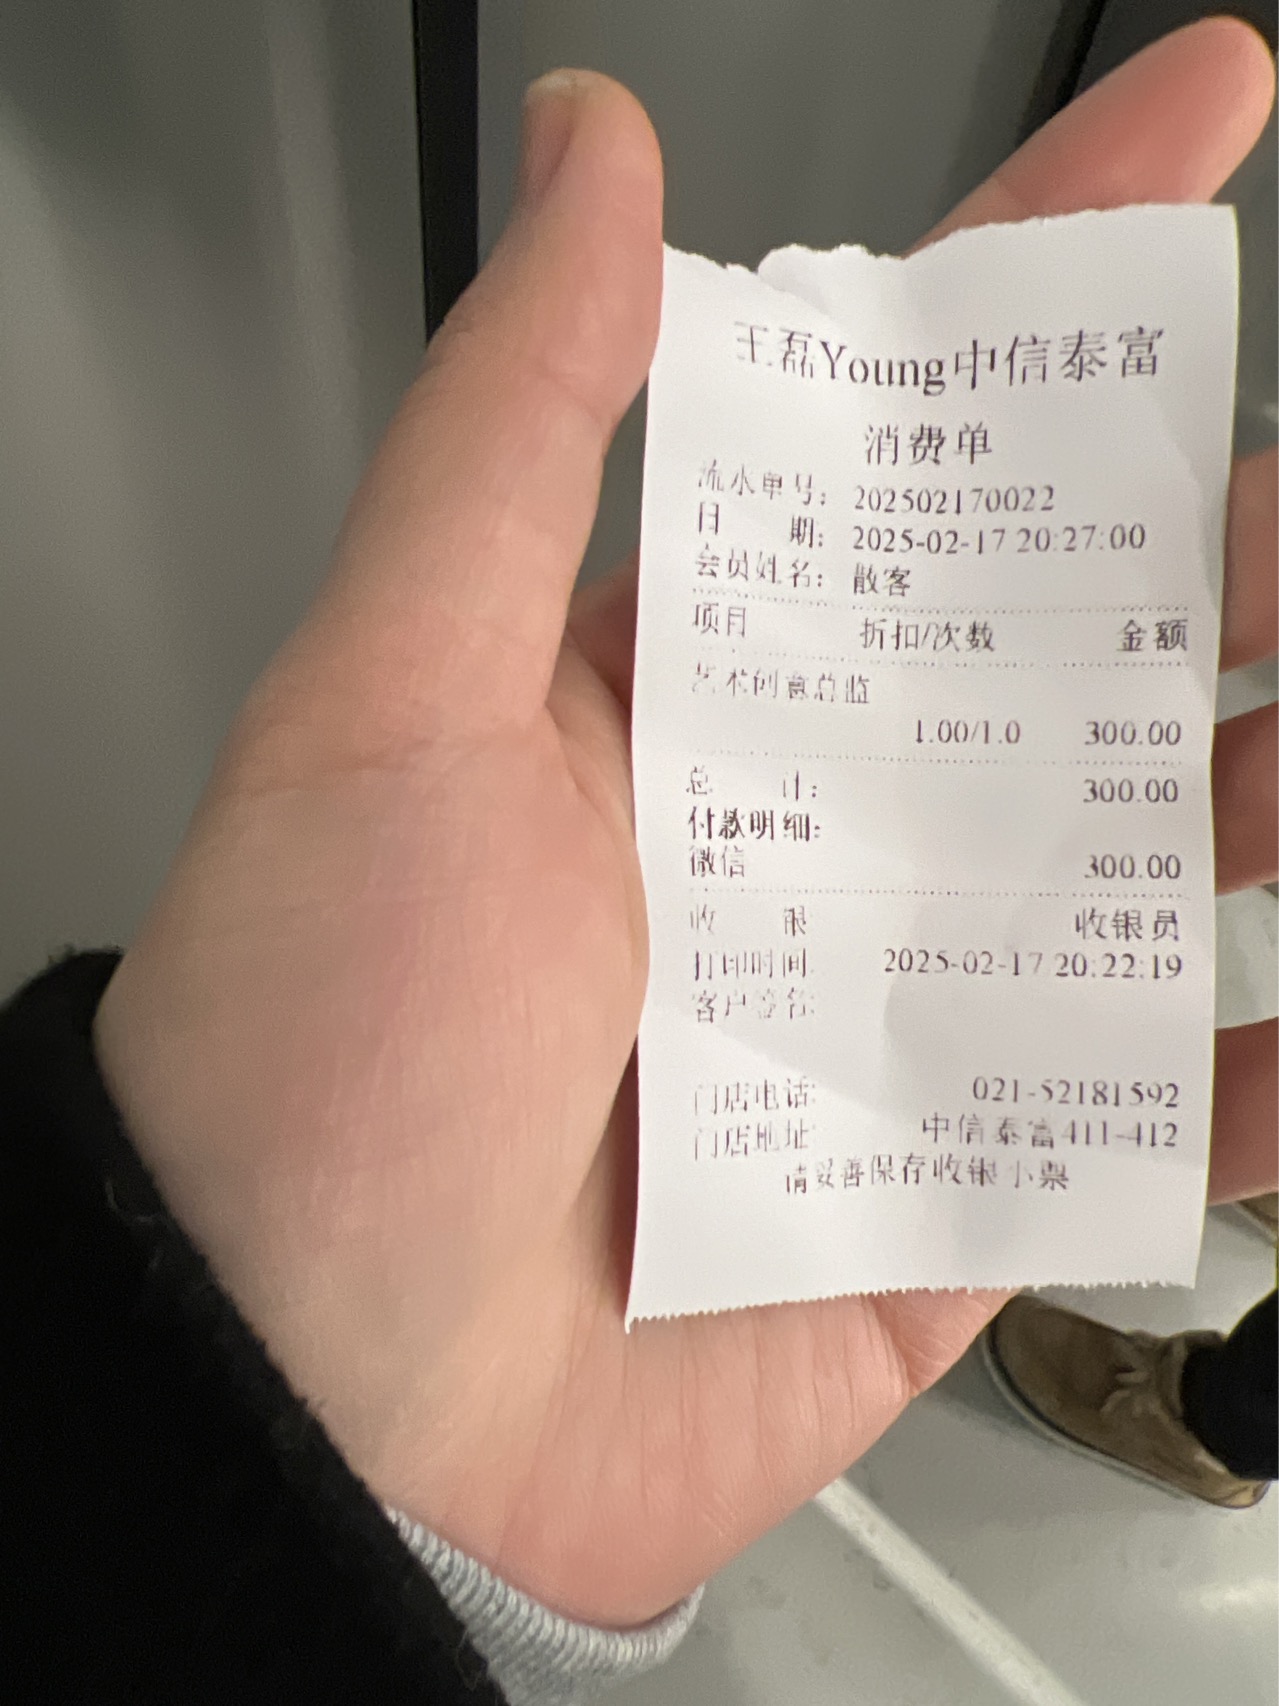 王磊Young中信泰富
消费单
流水单号: 202502170022
日 期: 2025-02-17 20:27:00
会员姓名: 散客
项目 折扣/次数 金额
艺术创意总监
1.00/1.0 300.00
总 计: 300.00
付款明细:
微信 300.00
收 银 收银员
打印时间: 2025-02-17 20:22:19
客户签名:
门店电话: 021-52181592
门店地址: 中信泰富411-412
请妥善保存收银小票